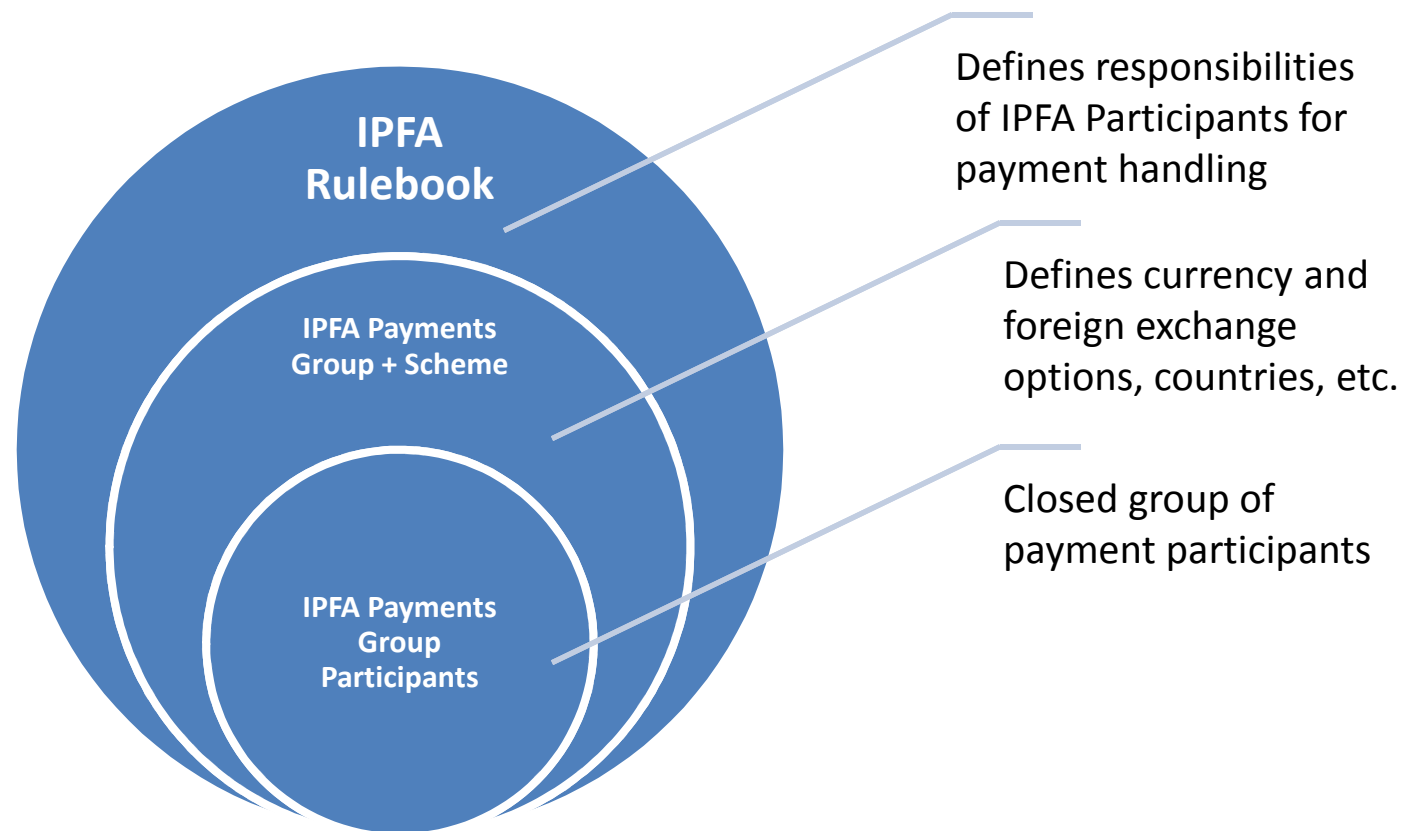 IPFA
Rulebook
Defines responsibilities
of IPFA Participants for
payment handling
IPFA Payments
Group + Scheme
Defines currency and
foreign exchange
options, countries, etc.
IPFA Payments
Group
Participants
Closed group of
payment participants